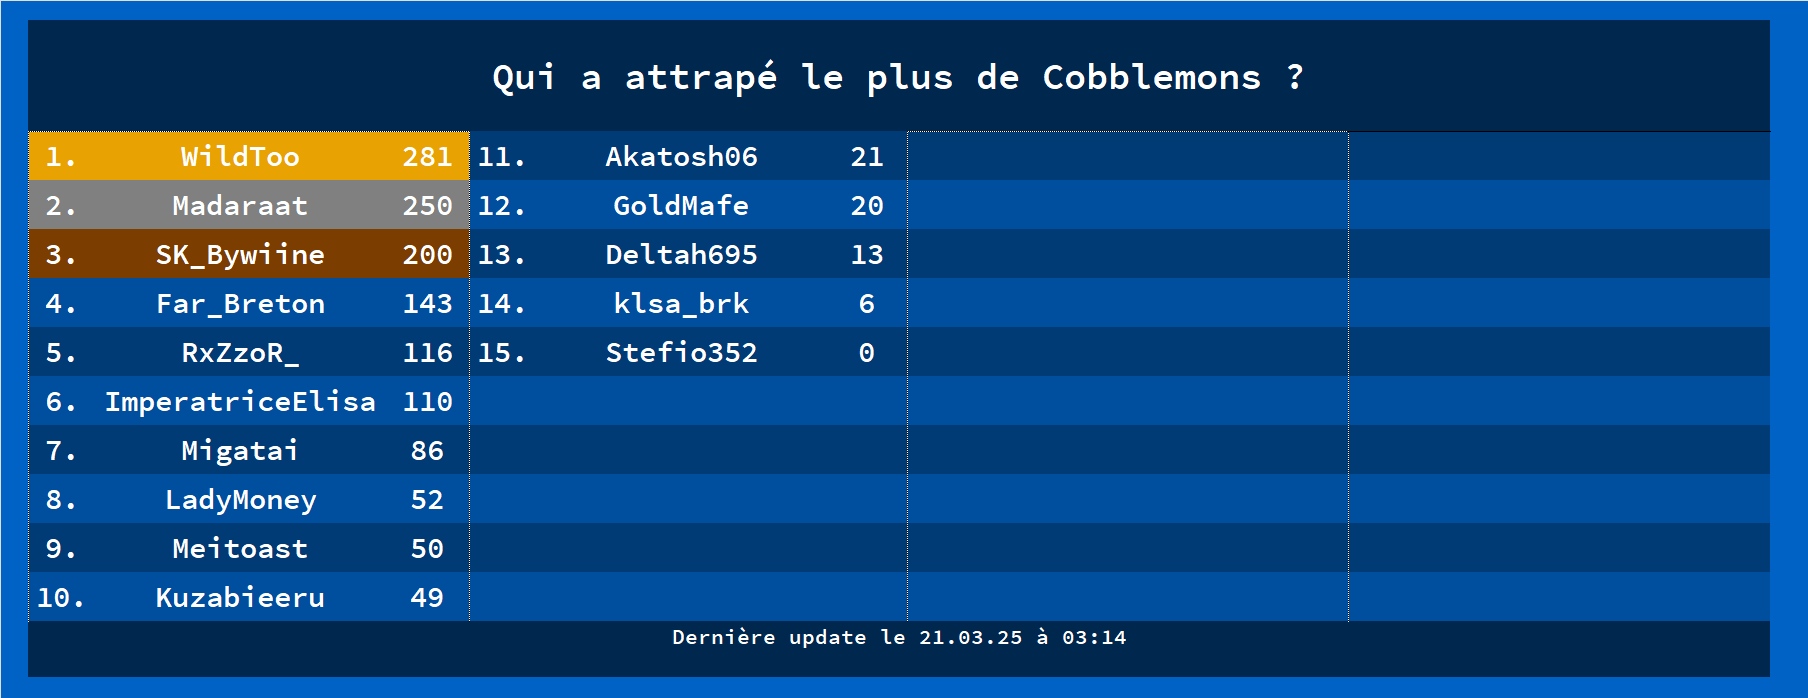 Qui a attrapé le plus de Cobblemons ?
1. WildToo 281
2. Madaraat 250
3. SK_Bywiine 200
4. Far_Breton 143
5. RxZzoR_ 116
6. ImperatriceElisa 110
7. Migatai 86
8. LadyMoney 52
9. Meitoast 50
10. Kuzabieeru 49
11. Akatosh06 21
12. GoldMafe 20
13. Deltah695 13
14. klsa_brk 6
15. Stefio352 0
Dernière update le 21.03.25 à 03:14